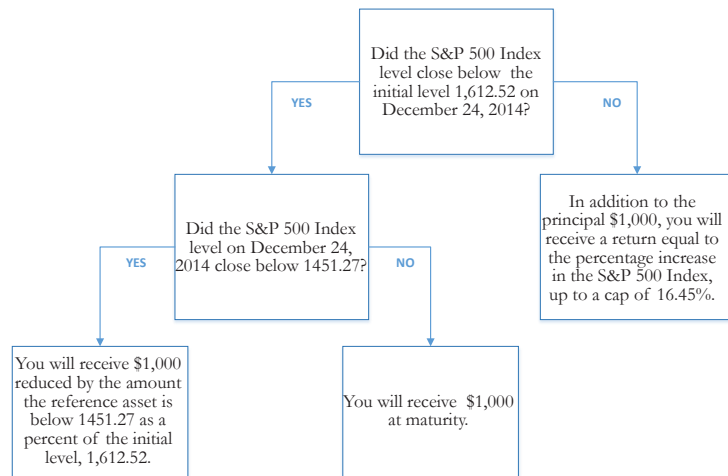 Did the S&P 500 Index
level close below the
initial level 1,612.52 on
December 24, 2014?
YES
NO
Did the S&P 500 Index
level on December 24,
2014 close below 1451.27?
In addition to the
principal $1,000, you will
receive a return equal to
the percentage increase
in the S&P 500 Index,
up to a cap of 16.45%.
YES
NO
You will receive $1,000
reduced by the amount
the reference asset is
below 1451.27 as a
percent of the initial
level, 1,612.52.
You will receive $1,000
at maturity.